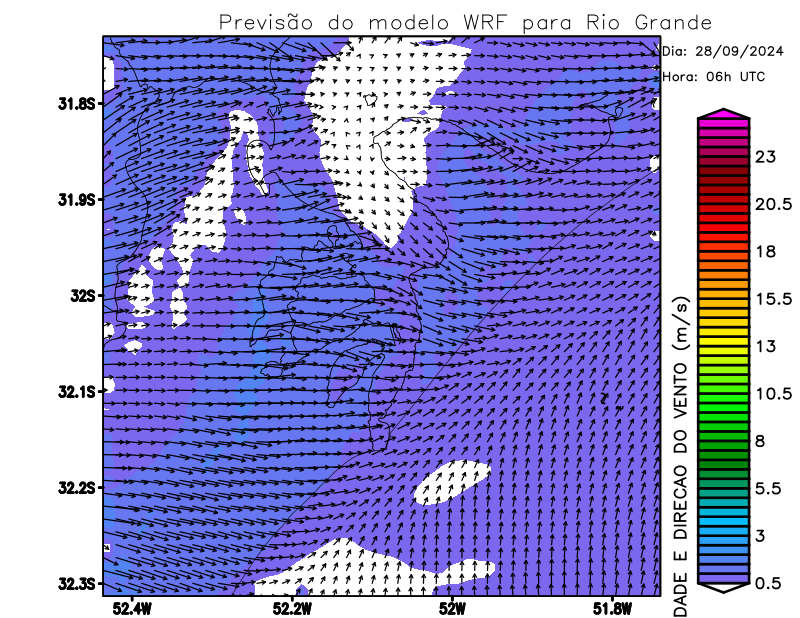 Previsão do modelo WRF para Rio Grande
Dia: 28/09/2024
Hora: 06h UTC
31.8S
31.9S
32S
32.1S
32.2S
32.3S
52.4W
52.2W
52W
51.8W
DADE E DIRECAO DO VENTO (m/s)
23
20.5
18
15.5
13
10.5
8
5.5
3
0.5